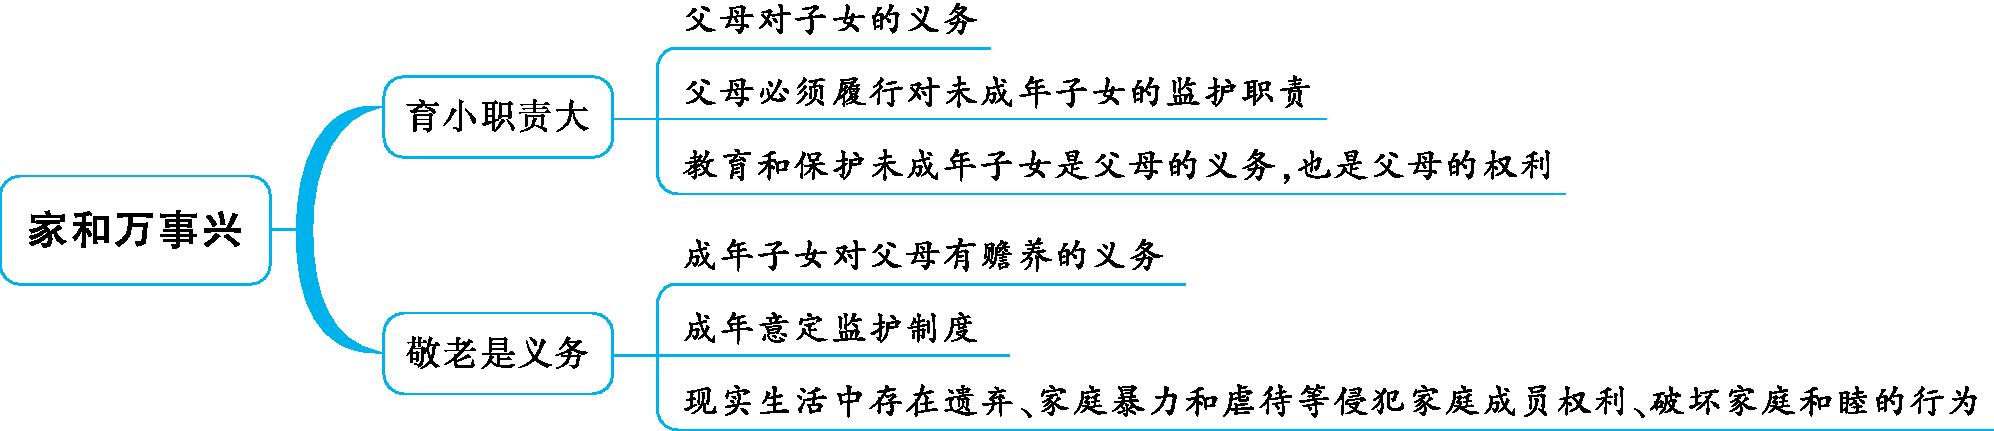 家和万事兴
育小职责大
父母对子女的义务
父母必须履行对未成年子女的监护职责
教育和保护未成年子女是父母的义务,也是父母的权利
敬老是义务
成年子女对父母有赡养的义务
成年意定监护制度
现实生活中存在遗弃、家庭暴力和虐待等侵犯家庭成员权利、破坏家庭和睦的行为